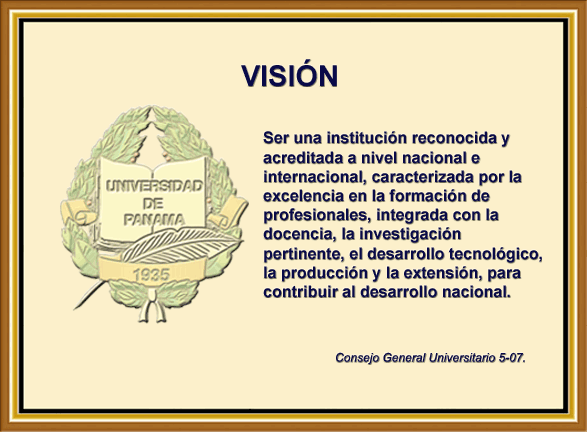 VISIÓN
UNIVERSIDAD
DE
PANAMA
1935
Ser una institución reconocida y
acreditada a nivel nacional e
internacional, caracterizada por la
excelencia en la formación de
profesionales, integrada con la
docencia, la investigación
pertinente, el desarrollo tecnológico,
la producción y la extensión, para
contribuir al desarrollo nacional.
Consejo General Universitario 5-07.